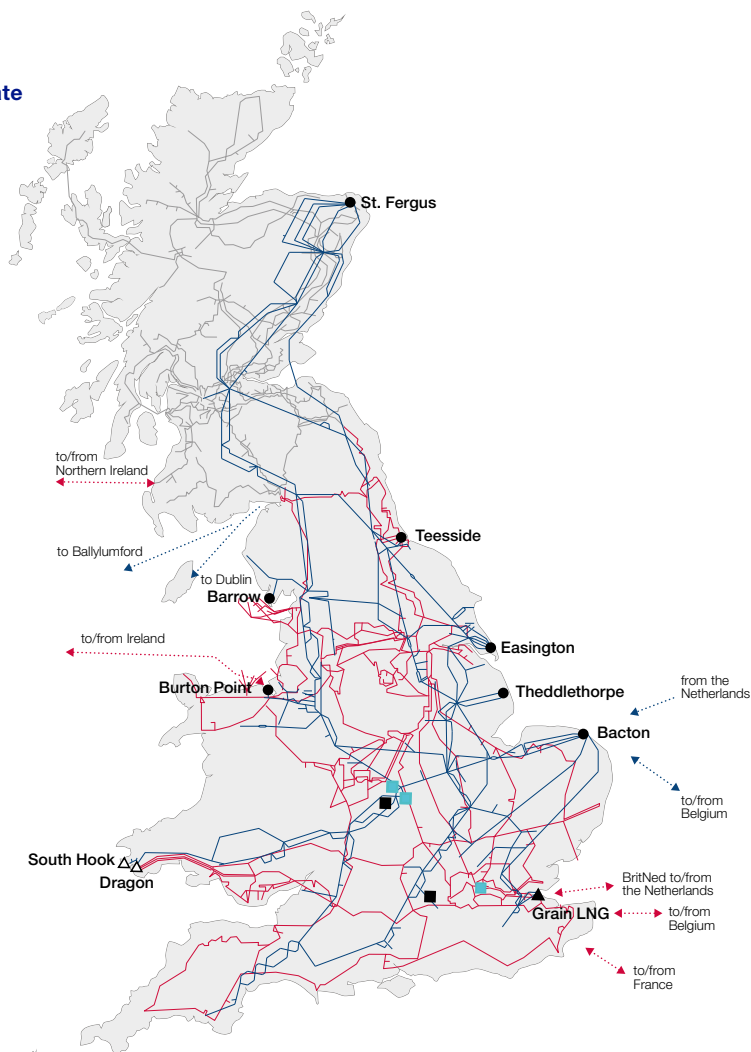 St. Fergus
to/from
Northern Ireland
Teesside
to Ballylumford
to Dublin
Barrow
to/from Ireland
Easington
Burton Point
Theddlethorpe
from the
Netherlands
Bacton
to/from
Belgium
South Hook
Dragon
BritNed to/from
the Netherlands
Grain LNG
to/from
Belgium
to/from
France